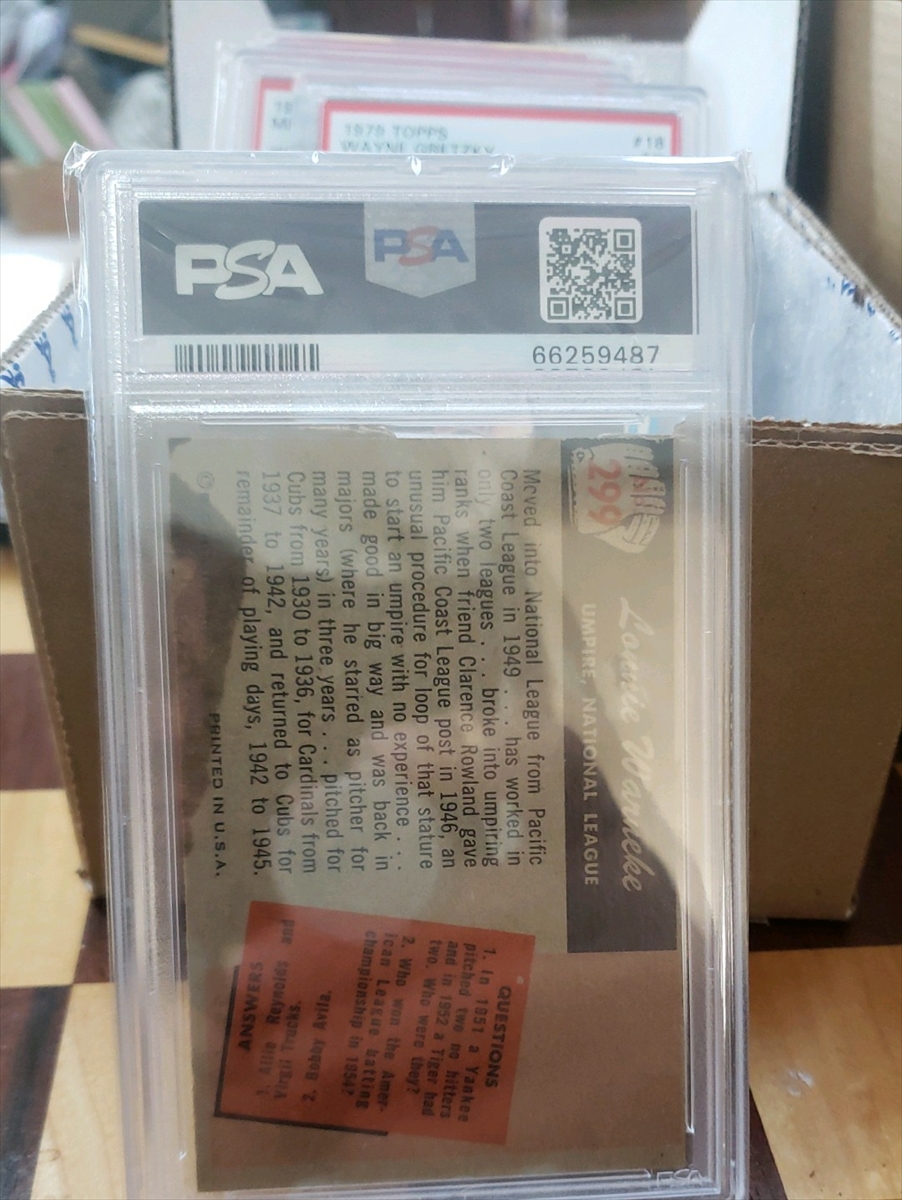 1979 TOPPS
WAYNE GRETZKY
#18
PSA
PSA
66259487
299
Lonnie Warneke
UMPIRE, NATIONAL LEAGUE
Moved into National League from Pacific
Coast League in 1949 . . . has worked in
only two leagues . . . broke into umpiring
ranks when friend Clarence Rowland gave
him Pacific Coast League post in 1946, an
unusual procedure for loop of that stature
to start an umpire with no experience . . .
made good in big way and was back in
majors (where he starred as pitcher for
many years) in three years . . . pitched for
Cubs from 1930 to 1936, for Cardinals from
1937 to 1942, and returned to Cubs for
remainder of playing days, 1942 to 1945.
©
PRINTED IN U.S.A.
QUESTIONS
1. In 1951 a Yankee
pitched two no hitters
and in 1952 a Tiger had
two. Who were they?
2. Who won the Amer-
ican League batting
championship in 1954?
ANSWERS
1. Allie Reynolds and
Virgil Trucks.
2. Bobby Avila.
PSA